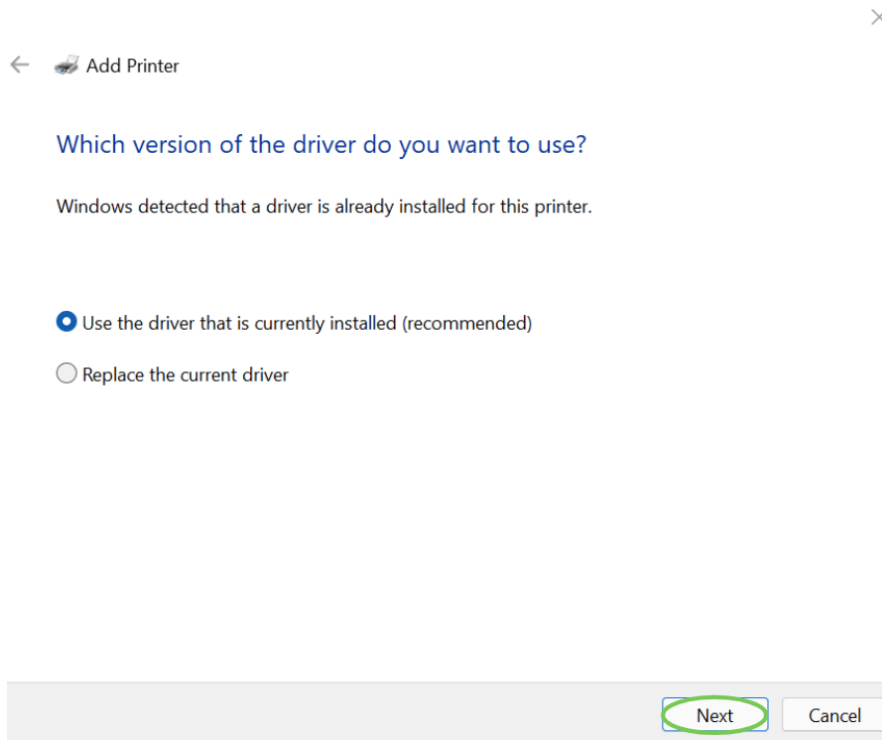 Add Printer
Which version of the driver do you want to use?
Windows detected that a driver is already installed for this printer.
Use the driver that is currently installed (recommended)
Replace the current driver
Next Cancel